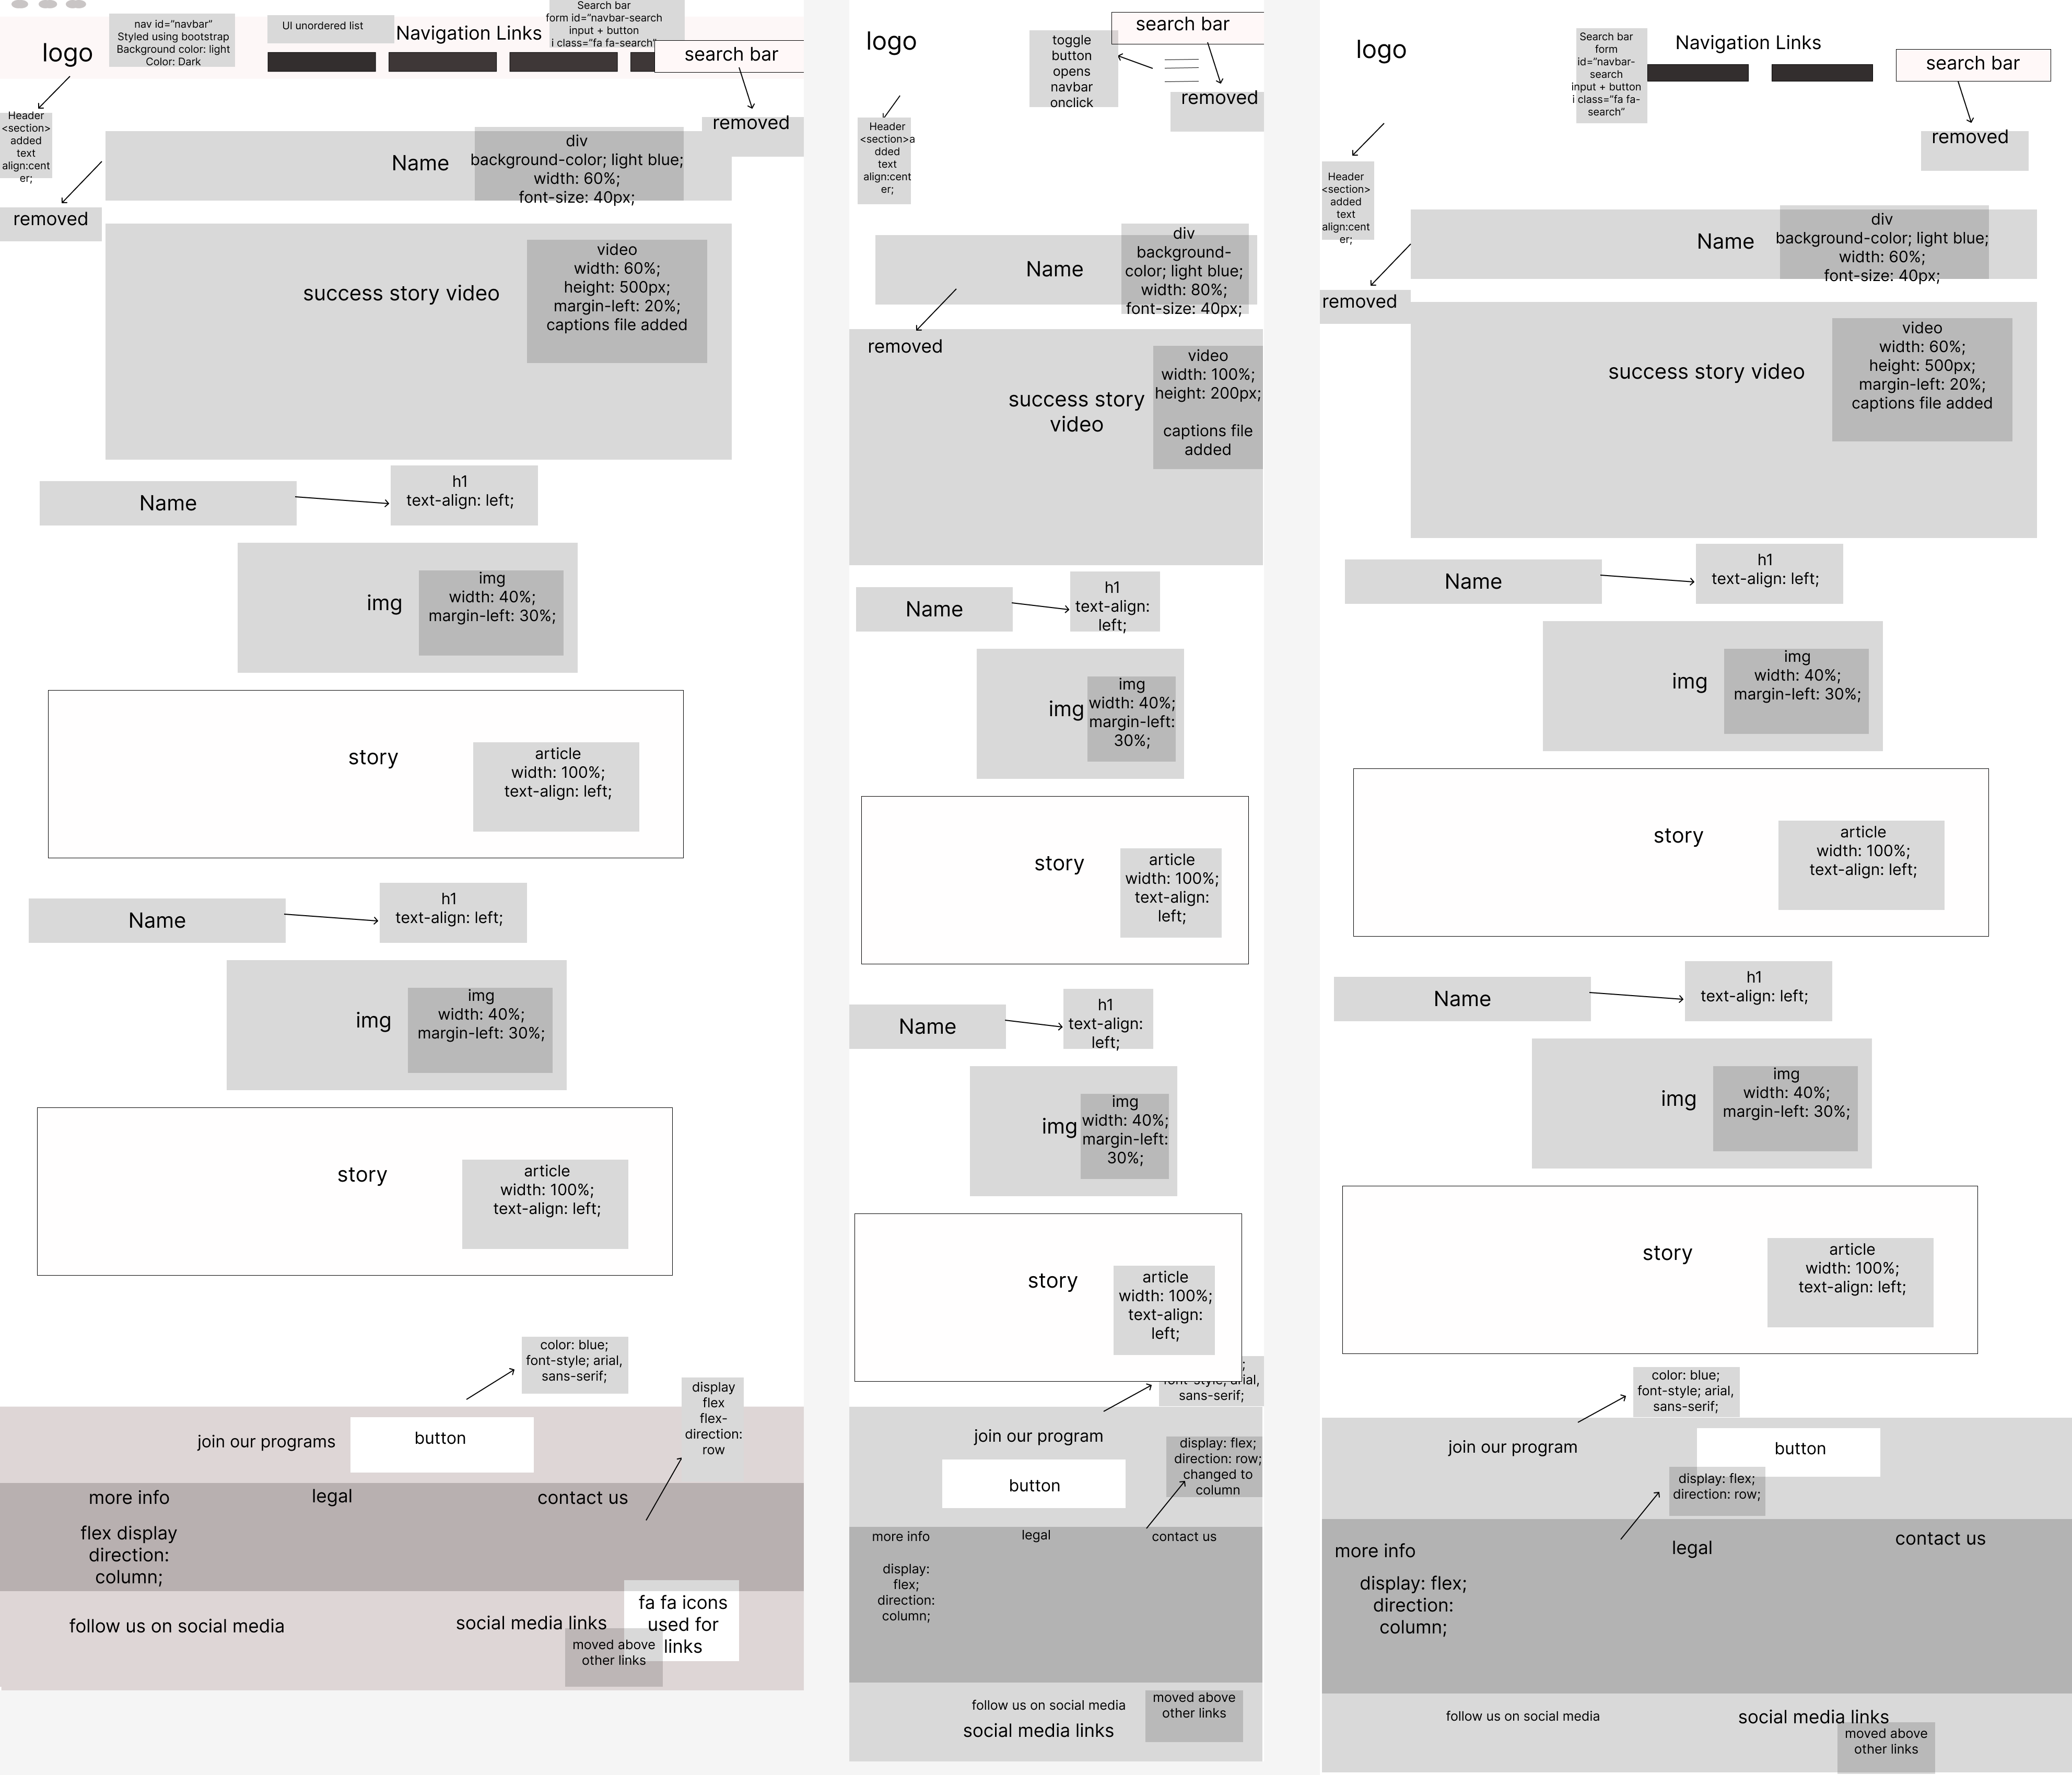 logo
nav id=”navbar”
Styled using bootstrap
Background color: light
Color: Dark
UI unordered list
Navigation Links
Search bar
form id=”navbar-search
input + button
i class=”fa fa-search”
search bar
removed
Header
<section>
added
text
align:cent
er;
removed
Name
div
background-color; light blue;
width: 60%;
font-size: 40px;
success story video
video
width: 60%;
height: 500px;
margin-left: 20%;
captions file added
Name
h1
text-align: left;
img
img
width: 40%;
margin-left: 30%;
story
article
width: 100%;
text-align: left;
Name
h1
text-align: left;
img
img
width: 40%;
margin-left: 30%;
story
article
width: 100%;
text-align: left;
color: blue;
font-style; arial,
sans-serif;
display
flex
flex-
direction:
row
join our programs
button
more info
legal
contact us
flex display
direction:
column;
follow us on social media
social media links
fa fa icons
used for
links
moved above
other links
logo
toggle
button
opens
navbar
onclick
search bar
removed
Header
<section>a
dded
text
align:cent
er;
Name
div
background-
color; light blue;
width: 80%;
font-size: 40px;
removed
success story
video
video
width: 100%;
height: 200px;
captions file
added
Name
h1
text-align:
left;
img
img
width: 40%;
margin-left:
30%;
story
article
width: 100%;
text-align:
left;
Name
h1
text-align:
left;
img
img
width: 40%;
margin-left:
30%;
story
article
width: 100%;
text-align:
left;
;
font-style; arial,
sans-serif;
join our program
button
display: flex;
direction: row;
changed to
column
more info
legal
contact us
display:
flex;
direction:
column;
follow us on social media
social media links
moved above
other links
logo
Search bar
form
id=”navbar-
search
input + button
i class=”fa fa-
search”
Navigation Links
search bar
removed
Header
<section>
added
text
align:cent
er;
removed
Name
div
background-color; light blue;
width: 60%;
font-size: 40px;
success story video
video
width: 60%;
height: 500px;
margin-left: 20%;
captions file added
Name
h1
text-align: left;
img
img
width: 40%;
margin-left: 30%;
story
article
width: 100%;
text-align: left;
Name
h1
text-align: left;
img
img
width: 40%;
margin-left: 30%;
story
article
width: 100%;
text-align: left;
color: blue;
font-style; arial,
sans-serif;
join our program
button
display: flex;
direction: row;
more info
legal
contact us
display: flex;
direction:
column;
follow us on social media
social media links
moved above
other links